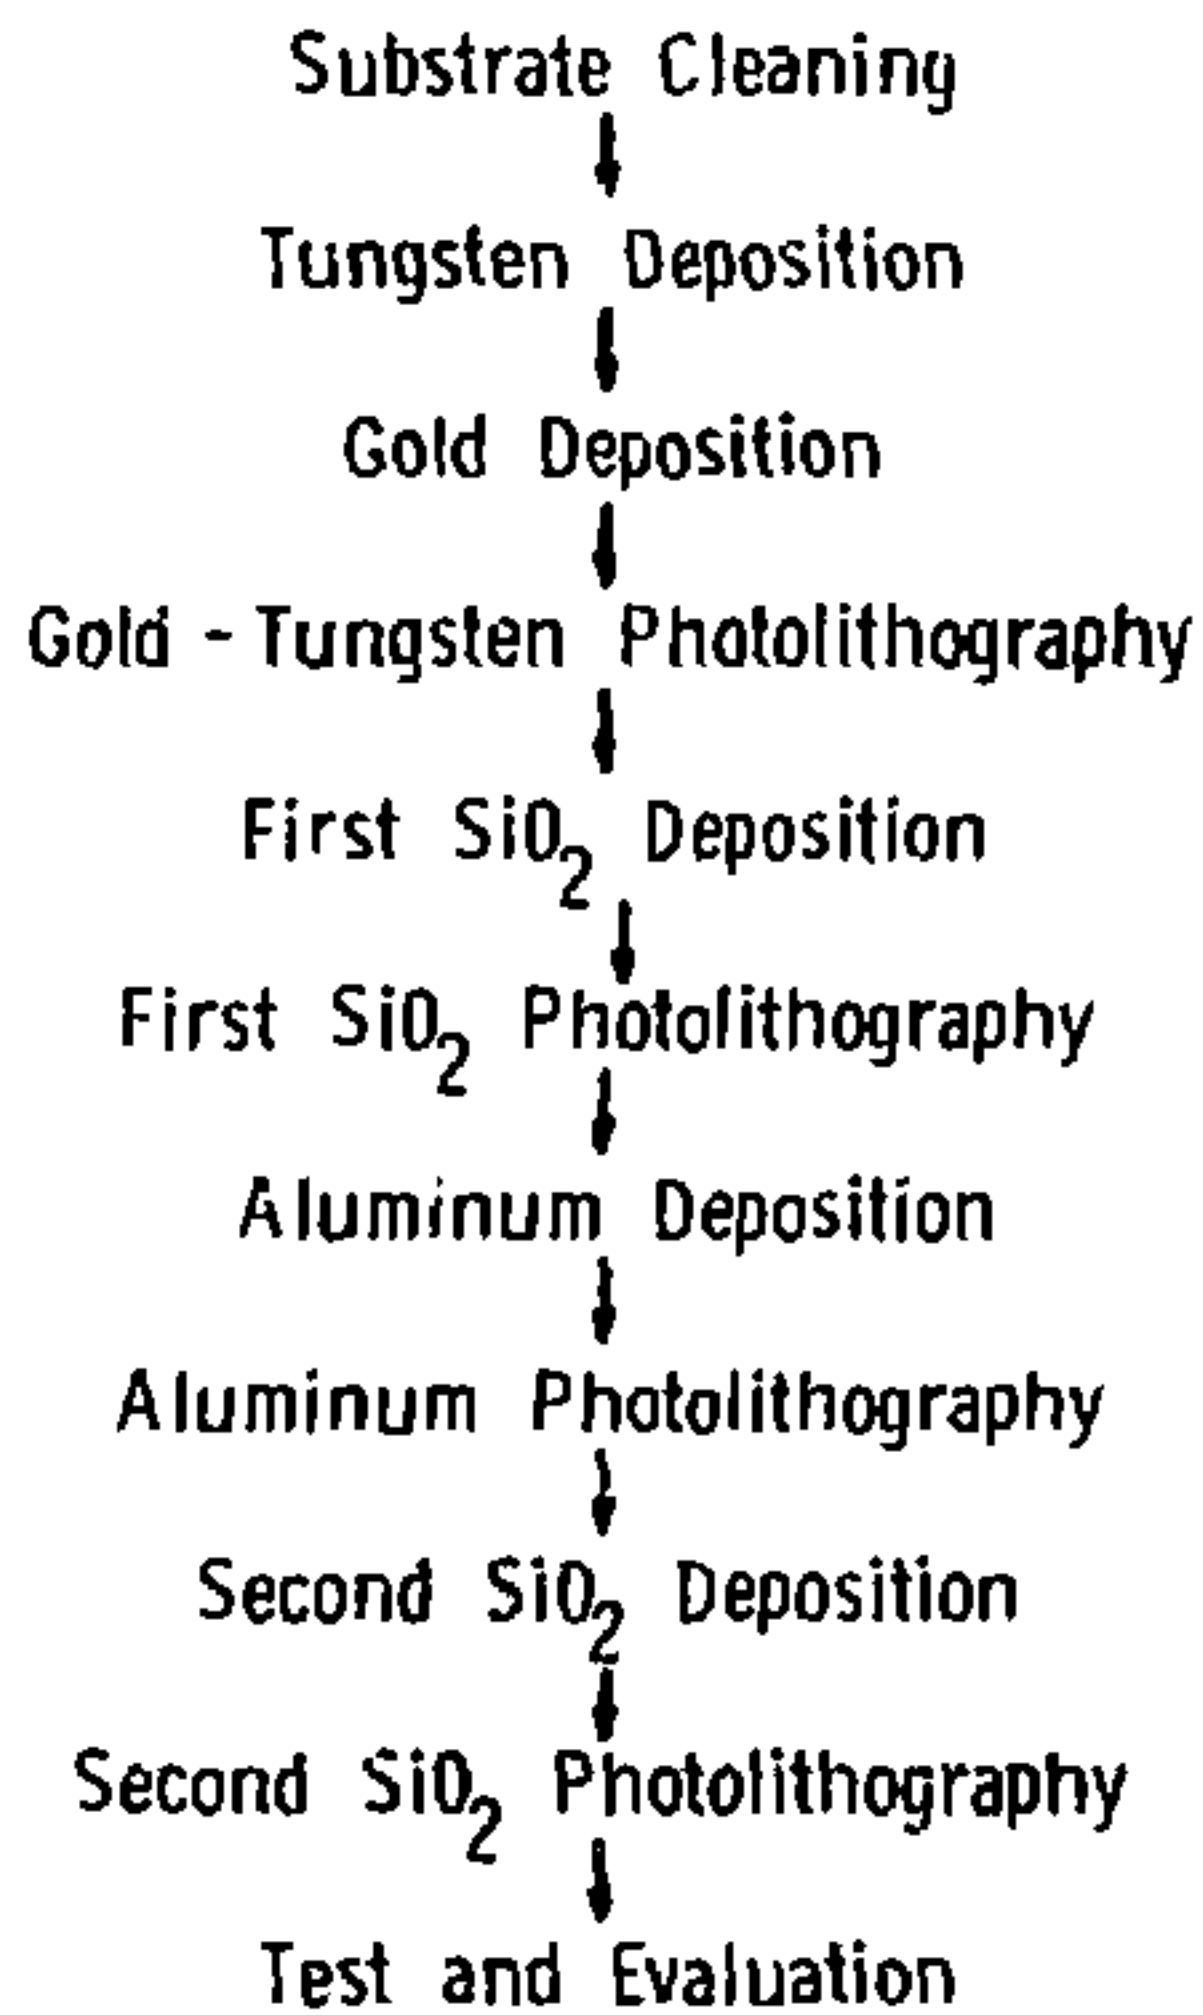 Substrate Cleaning
Tungsten Deposition
Gold Deposition
Gold - Tungsten Photolithography
First SiO₂ Deposition
First SiO₂ Photolithography
Aluminum Deposition
Aluminum Photolithography
Second SiO₂ Deposition
Second SiO₂ Photolithography
Test and Evaluation